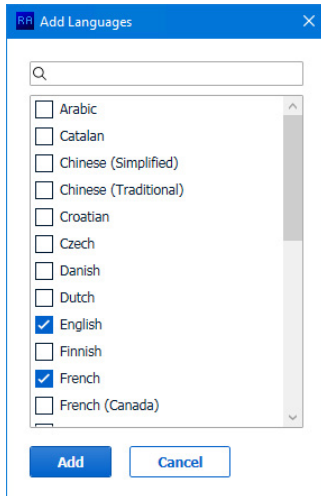 RA Add Languages
Arabic
Catalan
Chinese (Simplified)
Chinese (Traditional)
Croatian
Czech
Danish
Dutch
English
Finnish
French
French (Canada)
Add Cancel